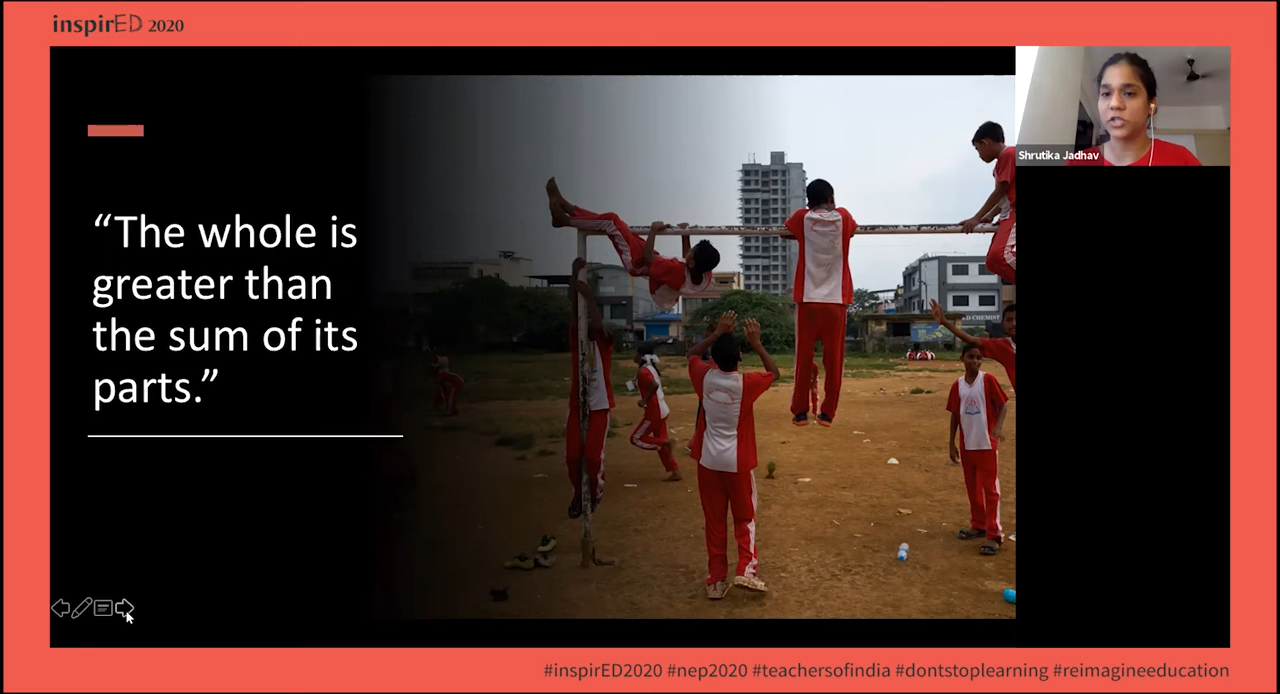 inspirED 2020
“The whole is
greater than
the sum of its
parts.”
Shrutika Jadhav
D CHEMIST
#inspirED2020 #nep2020 #teachersofindia #dontstoplearning #reimagineeducation